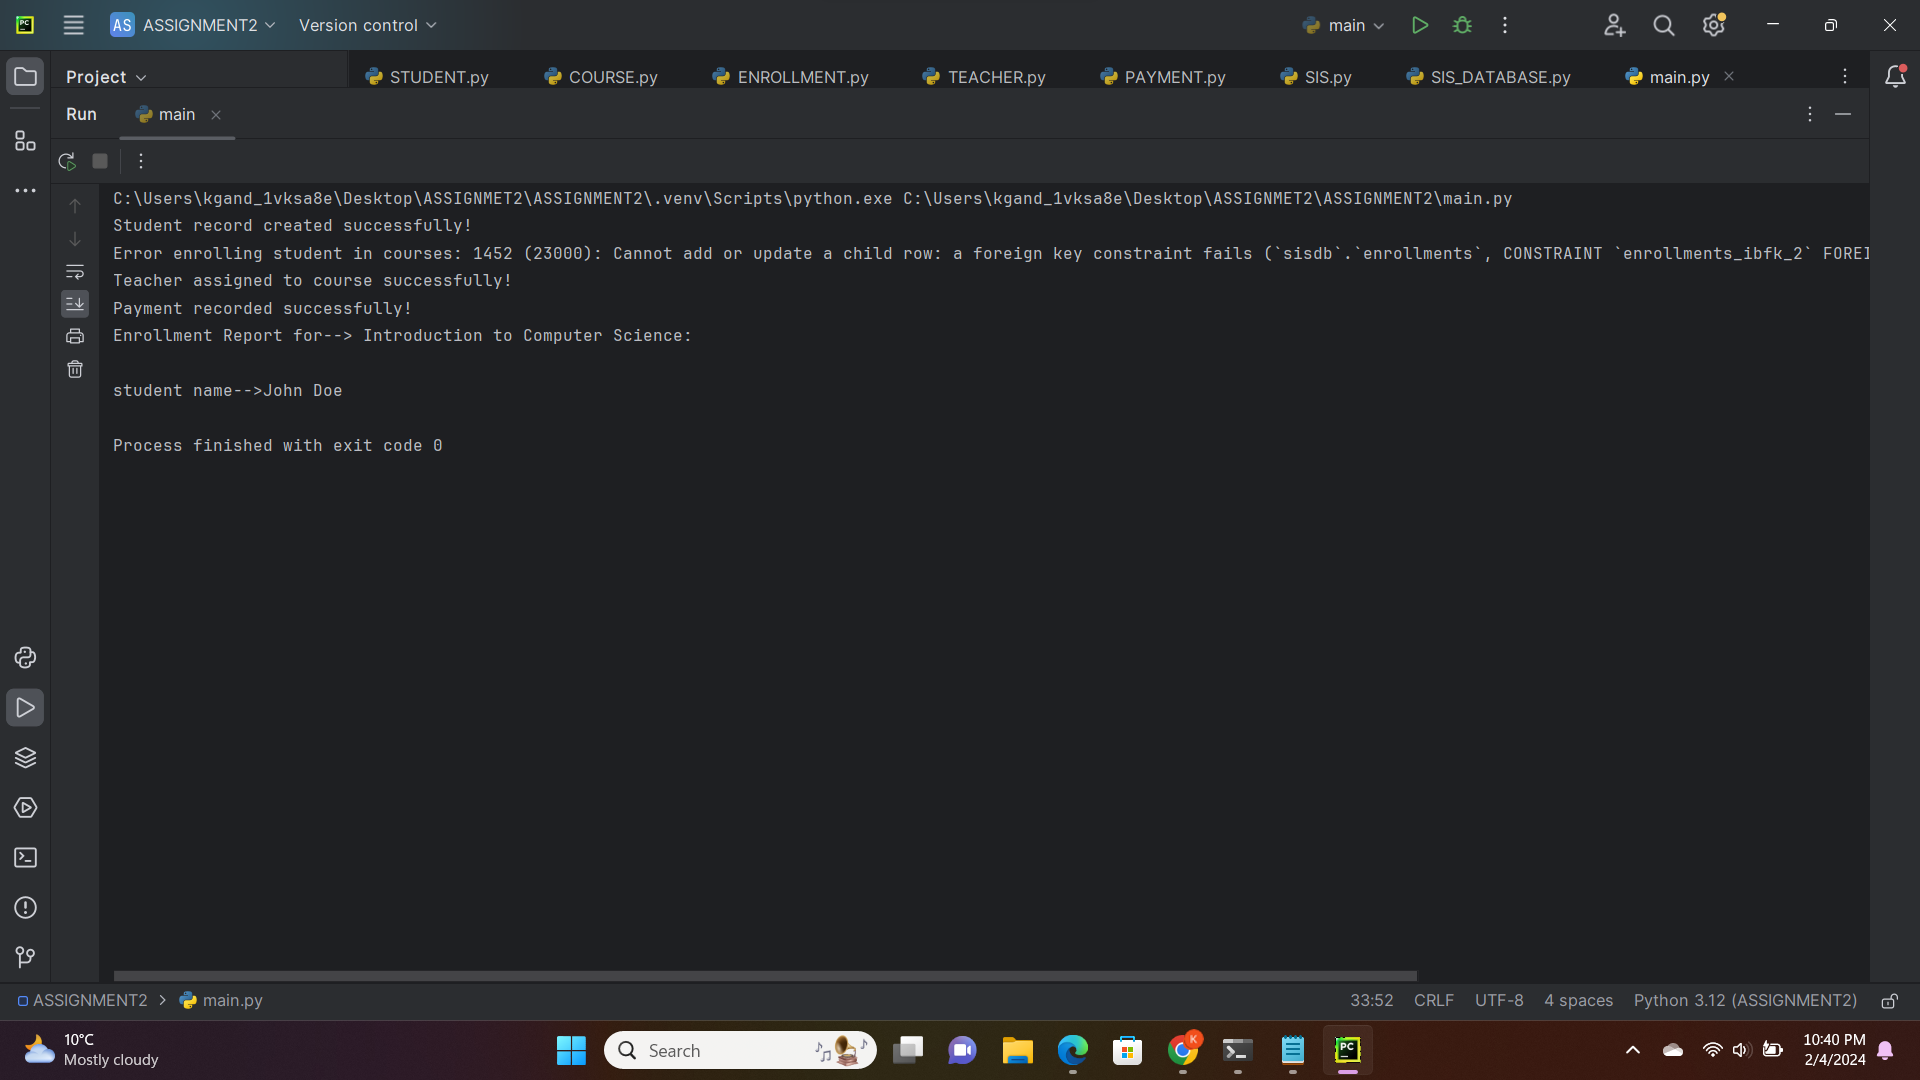 AS ASSIGNMENT2 Version control main
Project STUDENT.py COURSE.py ENROLLMENT.py TEACHER.py PAYMENT.py SIS.py SIS_DATABASE.py main.py
Run main
C:\Users\kgand_1vksa8e\Desktop\ASSIGNMET2\ASSIGNMENT2\.venv\Scripts\python.exe C:\Users\kgand_1vksa8e\Desktop\ASSIGNMET2\ASSIGNMENT2\main.py
Student record created successfully!
Error enrolling student in courses: 1452 (23000): Cannot add or update a child row: a foreign key constraint fails (`sisdb`.`enrollments`, CONSTRAINT `enrollments_ibfk_2` FOREI
Teacher assigned to course successfully!
Payment recorded successfully!
Enrollment Report for--> Introduction to Computer Science:
student name-->John Doe
Process finished with exit code 0
ASSIGNMENT2 > main.py 33:52 CRLF UTF-8 4 spaces Python 3.12 (ASSIGNMENT2)
10°C
Mostly cloudy
Search
K
PC
10:40 PM
2/4/2024